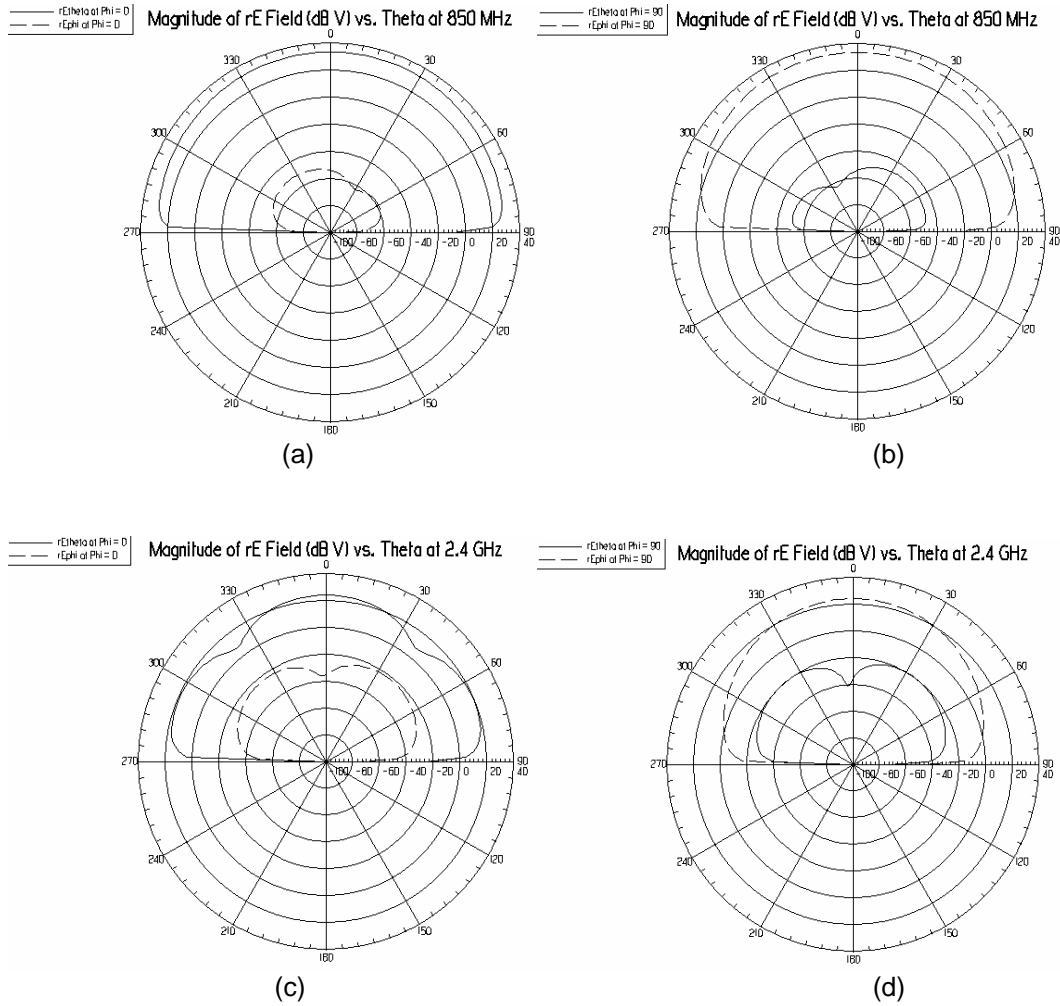 rEtheta at Phi = 0
rEphi at Phi = 0
Magnitude of rE Field (dB V) vs. Theta at 850 MHz
0
330 30
300 60
270 -100 -80 -60 -40 -20 0 20 90
40
240 120
210 150
180
(a)
rEtheta at Phi = 90
rEphi at Phi = 90
Magnitude of rE Field (dB V) vs. Theta at 850 MHz
0
330 30
300 60
270 -100 -80 -60 -40 -20 0 20 90
40
240 120
210 150
180
(b)
rEtheta at Phi = 0
rEphi at Phi = 0
Magnitude of rE Field (dB V) vs. Theta at 2.4 GHz
0
330 30
300 60
270 -100 -80 -60 -40 -20 0 20 90
40
240 120
210 150
180
(c)
rEtheta at Phi = 90
rEphi at Phi = 90
Magnitude of rE Field (dB V) vs. Theta at 2.4 GHz
0
330 30
300 60
270 -100 -80 -60 -40 -20 0 20 90
40
240 120
210 150
180
(d)